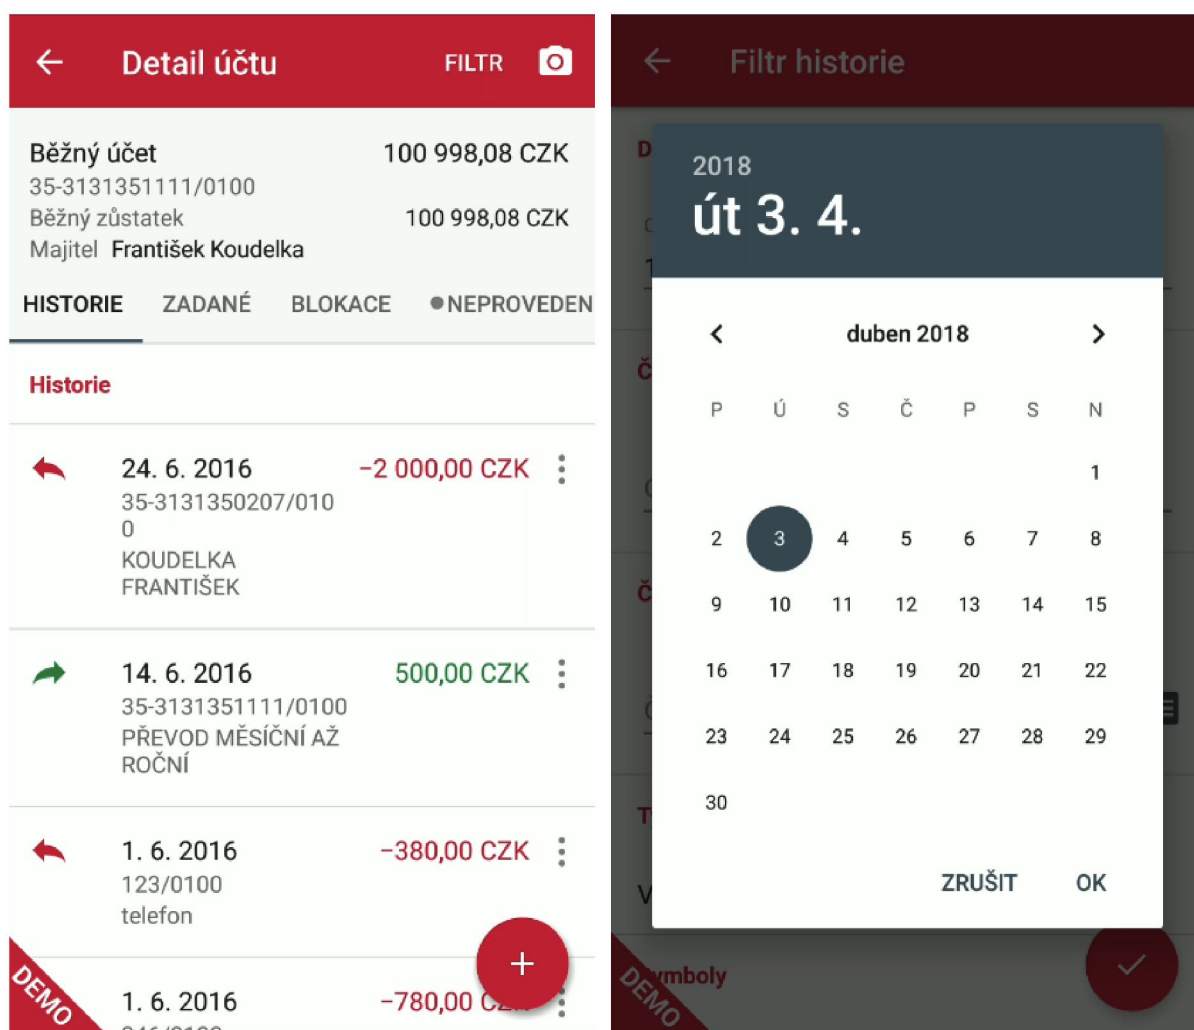 Detail účtu FILTR
Běžný účet 100 998,08 CZK
35-3131351111/0100
Běžný zůstatek 100 998,08 CZK
Majitel František Koudelka
HISTORIE ZADANÉ BLOKACE NEPROVEDEN
Historie
24. 6. 2016 −2 000,00 CZK
35-3131350207/010
0
KOUDELKA
FRANTIŠEK
14. 6. 2016 500,00 CZK
35-3131351111/0100
PŘEVOD MĚSÍČNÍ AŽ
ROČNÍ
1. 6. 2016 −380,00 CZK
123/0100
telefon
1. 6. 2016 −780,00 CZK
DEMO
Filtr historie
2018
út 3. 4.
duben 2018
P Ú S Č P S N
1
2 3 4 5 6 7 8
9 10 11 12 13 14 15
16 17 18 19 20 21 22
23 24 25 26 27 28 29
30
ZRUŠIT OK
DEMO